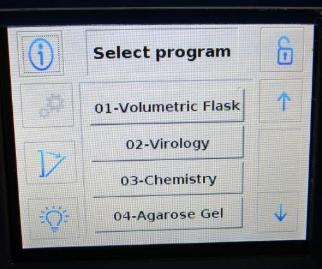 Select program
01-Volumetric Flask
02-Virology
03-Chemistry
04-Agarose Gel